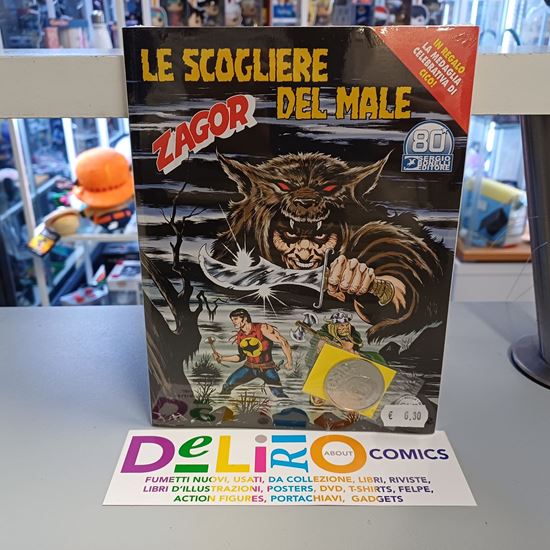 LE SCOGLIERE
DEL MALE
ZAGOR
IN REGALO
LA MEDAGLIA
CELEBRATIVA DI
CICO!
80
SERGIO
BONELLI
EDITORE
€ 6,30
DeLiRiO
ABOUT
COMICS
FUMETTI NUOVI, USATI, DA COLLEZIONE, LIBRI, RIVISTE,
LIBRI D'ILLUSTRAZIONI, POSTERS, DVD, T-SHIRTS, FELPE,
ACTION FIGURES, PORTACHIAVI, GADGETS